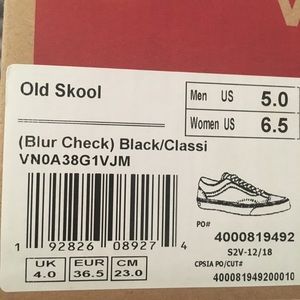 Old Skool
Men US 5.0
Women US 6.5
(Blur Check) Black/Classi
VN0A38G1VJM
PO#
4000819492
S2V-12/18
CPSIA PO/CUT#
400081949200010
1 92826 08927 4
UK EUR CM
4.0 36.5 23.0